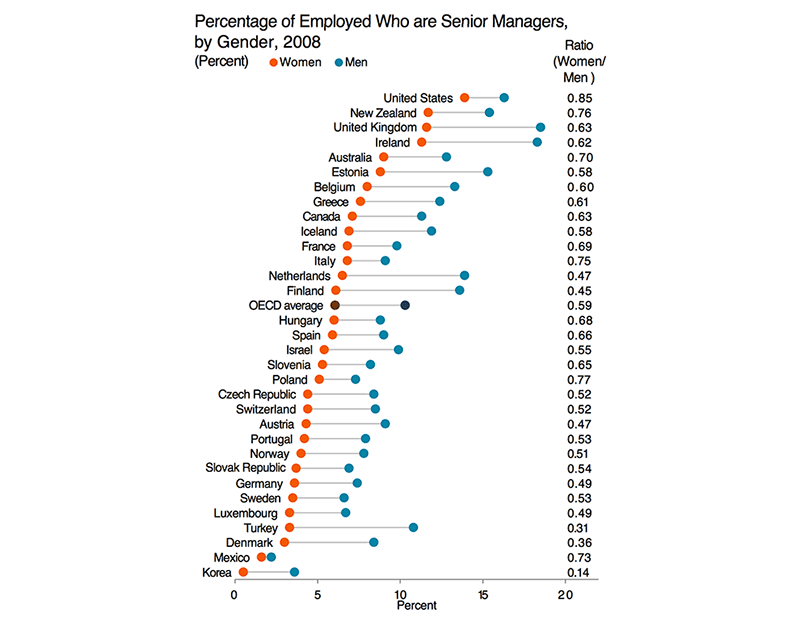 Percentage of Employed Who are Senior Managers,
by Gender, 2008
(Percent) Women Men
Ratio
(Women/
Men )
United States 0.85
New Zealand 0.76
United Kingdom 0.63
Ireland 0.62
Australia 0.70
Estonia 0.58
Belgium 0.60
Greece 0.61
Canada 0.63
Iceland 0.58
France 0.69
Italy 0.75
Netherlands 0.47
Finland 0.45
OECD average 0.59
Hungary 0.68
Spain 0.66
Israel 0.55
Slovenia 0.65
Poland 0.77
Czech Republic 0.52
Switzerland 0.52
Austria 0.47
Portugal 0.53
Norway 0.51
Slovak Republic 0.54
Germany 0.49
Sweden 0.53
Luxembourg 0.49
Turkey 0.31
Denmark 0.36
Mexico 0.73
Korea 0.14
0 5 10 15 20
Percent